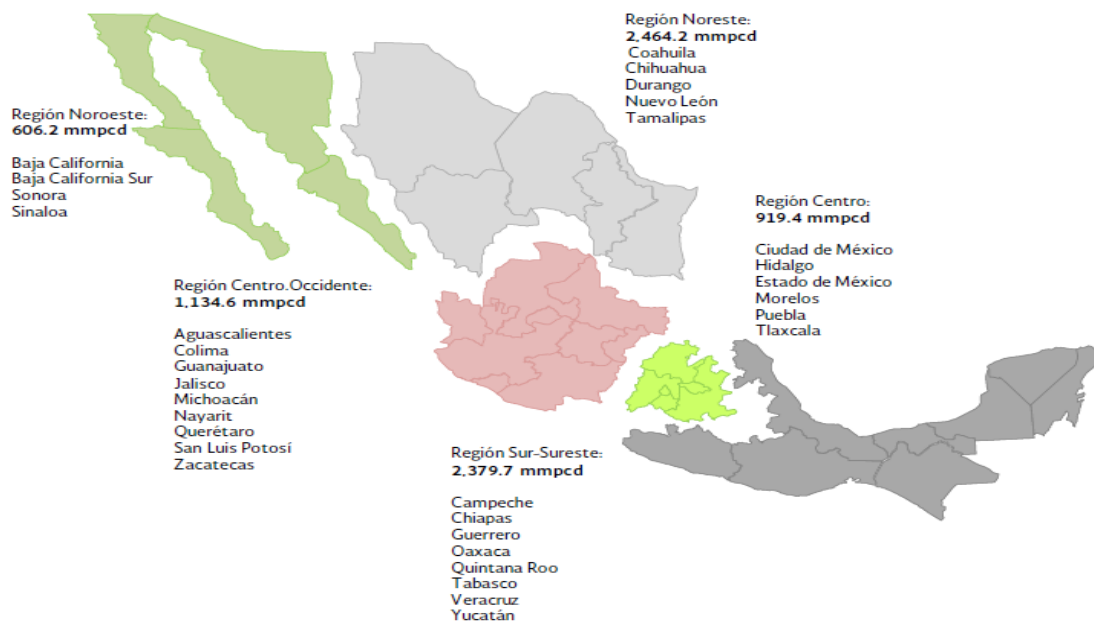 Región Noreste:
2,464.2 mmpcd
Coahuila
Chihuahua
Durango
Nuevo León
Tamalipas
Región Noroeste:
606.2 mmpcd
Baja California
Baja California Sur
Sonora
Sinaloa
Región Centro:
919.4 mmpcd
Ciudad de México
Hidalgo
Estado de México
Morelos
Puebla
Tlaxcala
Región Centro.Occidente:
1,134.6 mmpcd
Aguascalientes
Colima
Guanajuato
Jalisco
Michoacán
Nayarit
Querétaro
San Luis Potosí
Zacatecas
Región Sur-Sureste:
2,379.7 mmpcd
Campeche
Chiapas
Guerrero
Oaxaca
Quintana Roo
Tabasco
Veracruz
Yucatán